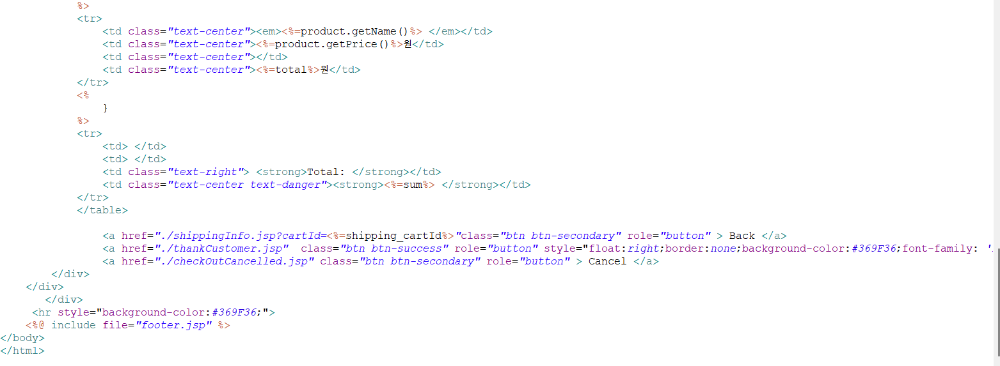 %>
<tr>
<td class="text-center"><em><%=product.getName()%> </em></td>
<td class="text-center"><%=product.getPrice()%>원</td>
<td class="text-center"></td>
<td class="text-center"><%=total%>원</td>
</tr>
<%
}
%>
<tr>
<td> </td>
<td> </td>
<td class="text-right"> <strong>Total: </strong></td>
<td class="text-center text-danger"><strong><%=sum%> </strong></td>
</tr>
</table>
<a href="./shippingInfo.jsp?cartId=<%=shipping_cartId%>"class="btn btn-secondary" role="button" > Back </a>
<a href="./thankCustomer.jsp"  class="btn btn-success" role="button" style="float:right;border:none;background-color:#369F36;font-family: '
<a href="./checkOutCancelled.jsp" class="btn btn-secondary" role="button" > Cancel </a>
</div>
</div>
</div>
<hr style="background-color:#369F36;">
<%@ include file="footer.jsp" %>
</body>
</html>